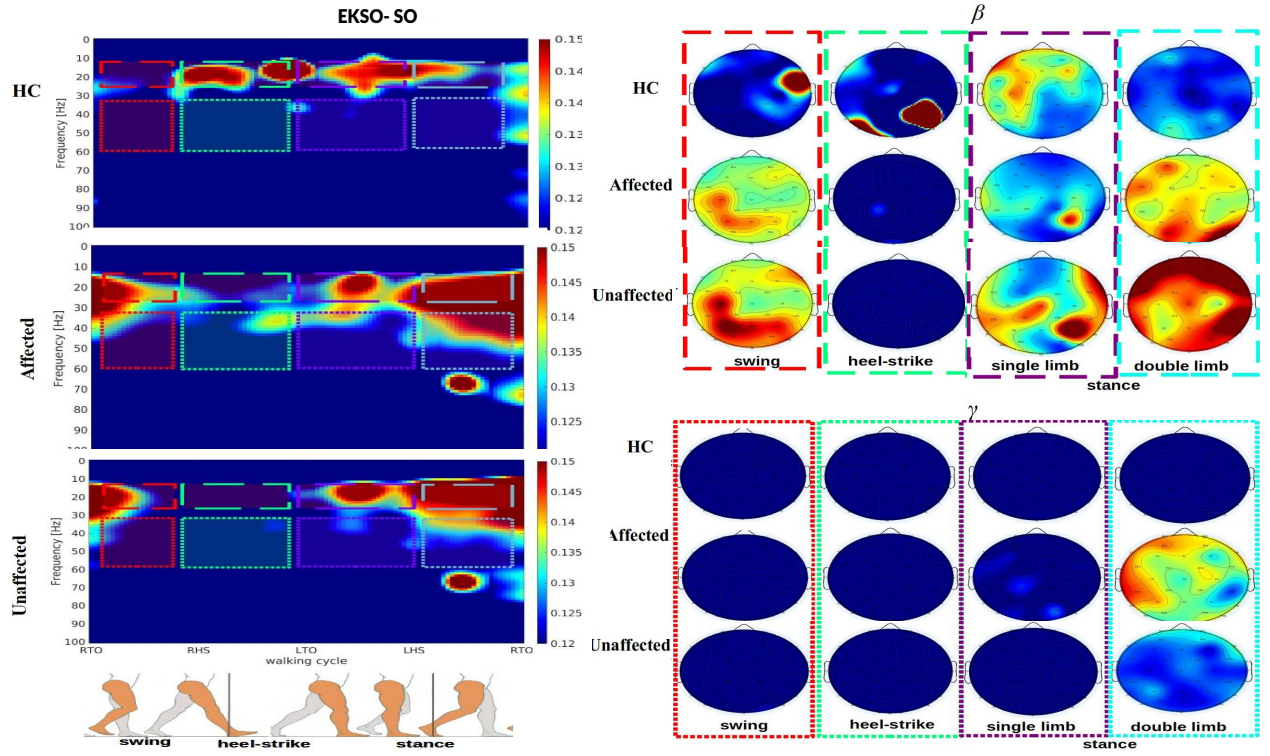 EKSO- SO
HC
Frequency [Hz]
0
10
20
30
40
50
60
70
80
90
100
0.15
0.145
0.14
0.135
0.13
0.125
0.12
Affected
Frequency [Hz]
0
10
20
30
40
50
60
70
80
90
0.15
0.145
0.14
0.135
0.13
0.125
Unaffected
Frequency [Hz]
0
10
20
30
40
50
60
70
80
90
100
0.15
0.145
0.14
0.135
0.13
0.125
0.12
RTO RHS LTO LHS RTO
walking cycle
swing heel-strike stance
β
HC
Affected
Unaffected
swing heel-strike single limb double limb
stance
γ
HC
Affected
Unaffected
swing heel-strike single limb double limb
stance